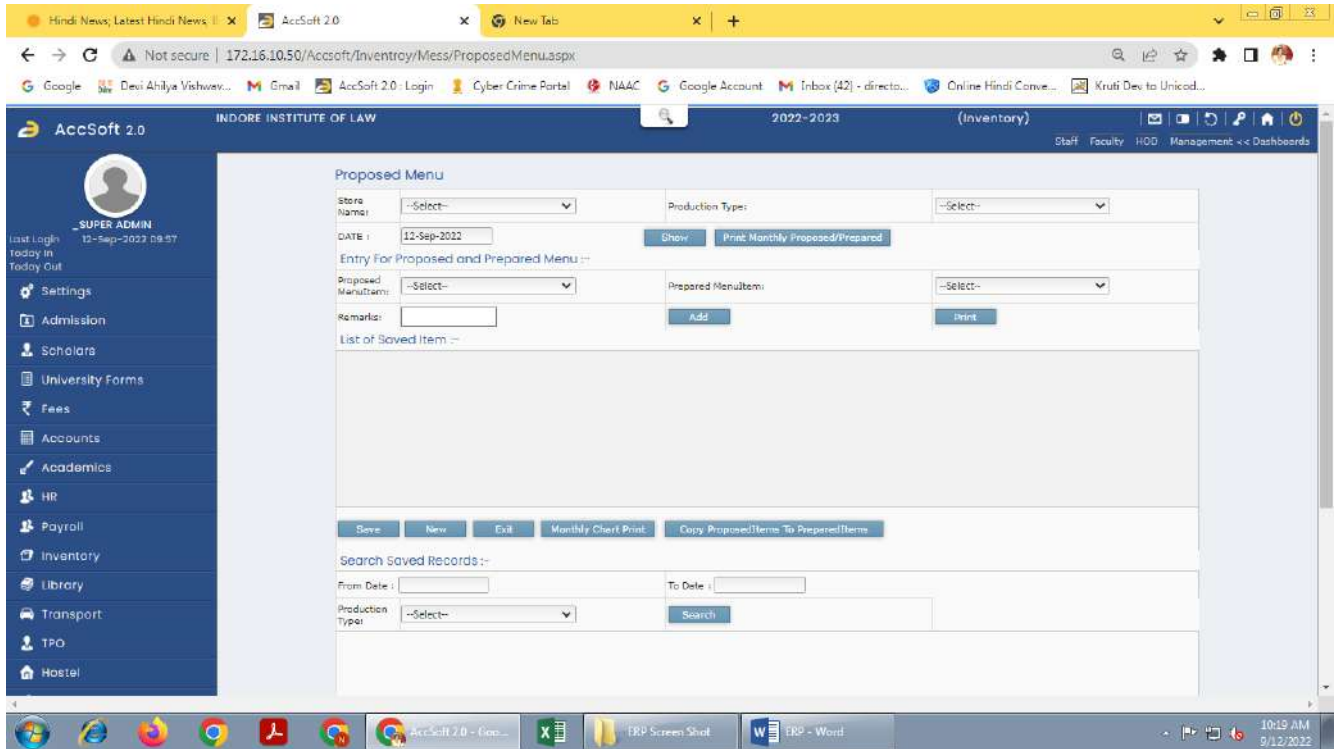 Hindi News; Latest Hindi News, I
AccSoft 2.0
New Tab
Not secure | 172.16.10.50/Accsoft/Inventroy/Mess/ProposedMenu.aspx
Google
Devi Ahilya Vishwav...
Gmail
AccSoft 2.0 : Login
Cyber Crime Portal
NAAC
Google Account
Inbox (42) - directo...
Online Hindi Conve...
Kruti Dev to Unicod...
AccSoft 2.0
INDORE INSTITUTE OF LAW
2022-2023
(Inventory)
Staff Faculty HOD Management << Dashboards
_SUPER ADMIN
Last Login 12-Sep-2022 09:57
Today In
Today Out
Settings
Admission
Scholars
University Forms
₹ Fees
Accounts
Academics
HR
Payroll
Inventory
Library
Transport
TPO
Hostel
Proposed Menu
Store Name: --Select-- Production Type: --Select--
DATE : 12-Sep-2022 Show Print Monthly Proposed/Prepared
Entry For Proposed and Prepared Menu :-
Proposed MenuItem: --Select-- Prepared MenuItem: --Select--
Remarks: Add Print
List of Saved Item :-
Save New Exit Monthly Chart Print Copy ProposedItems To PreparedItems
Search Saved Records :-
From Date : To Date :
Production Type: --Select-- Search
AccSoft 2.0 - Goo...
ERP Screen Shot
ERP - Word
10:19 AM
9/12/2022